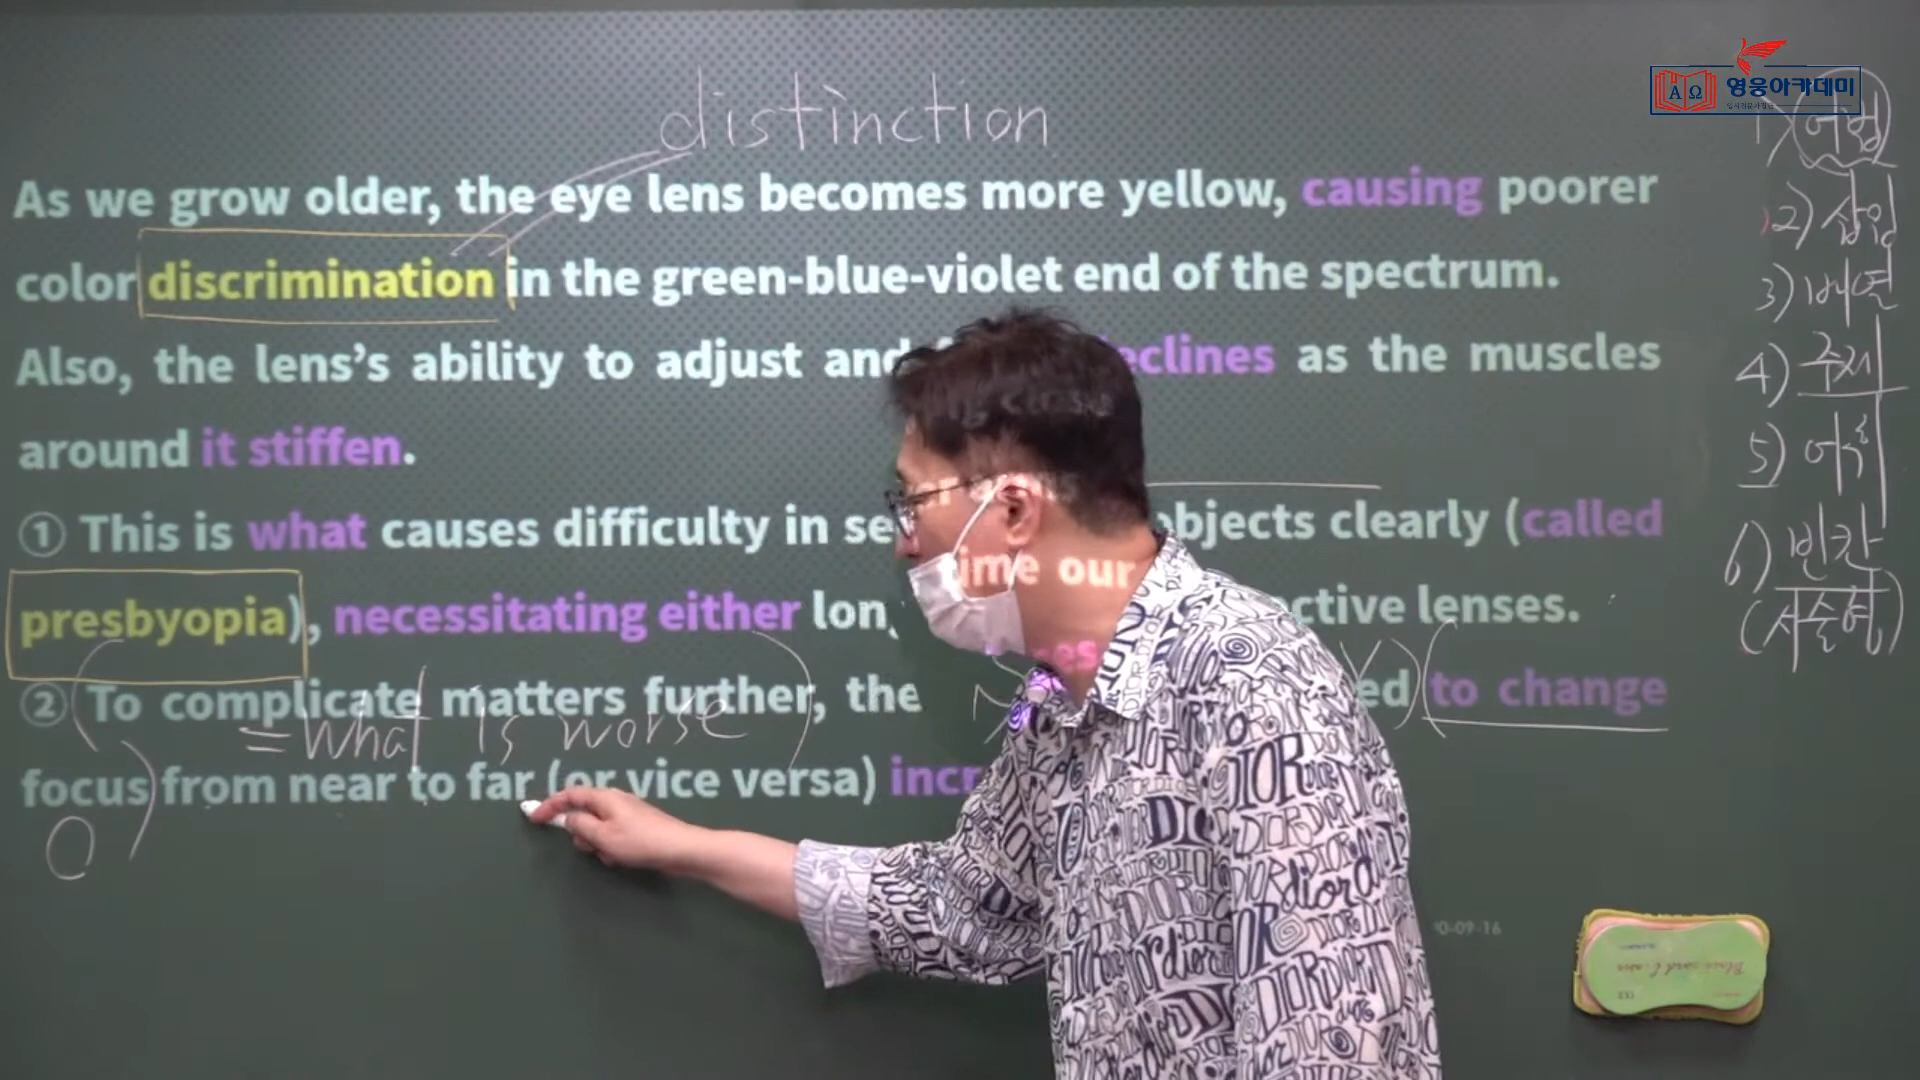 영웅아카데미
distinction
As we grow older, the eye lens becomes more yellow, causing poorer
color discrimination in the green-blue-violet end of the spectrum.
Also, the lens's ability to adjust and declines as the muscles
around it stiffen.
① This is what causes difficulty in objects clearly (called
presbyopia), necessitating either lenses.
② To complicate matters further, the to change
= What is worse
focus from near to far (or vice versa)
time our
1) 어법
2) 삽입
3) 배열
4) 주제
5) 어휘
6) 빈칸
(서술형)